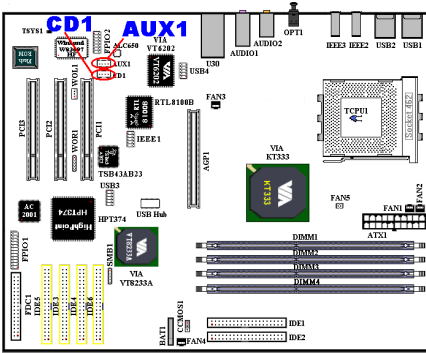 CD1
AUX1
TSYS1
FPIO2
ALC650
VIA
VT6202
Winbond
AUX1
CD1
USB4
U30
AUDIO1
AUDIO2
OPT1
IEEE3
IEEE2
USB2
USB1
WOL1
WOR1
PCI3
PCI2
PCI1
RTL
8100B
RTL8100B
IEEE1
FAN3
TCPU1
Socket 462
TSB43AB23
AGP1
VIA
KT333
VIA
KT333
AC
2001
HighPoint
HPT374
HPT374
USB3
USB Hub
FAN5
FAN1
FAN2
ATX1
FPIO1
SMB1
VIA
VT8233A
VIA
VT8233A
DIMM1
DIMM2
DIMM3
DIMM4
FDC1
IDE5
IDE3
IDE4
IDE6
BAT1
CCMOS1
FAN4
IDE1
IDE2